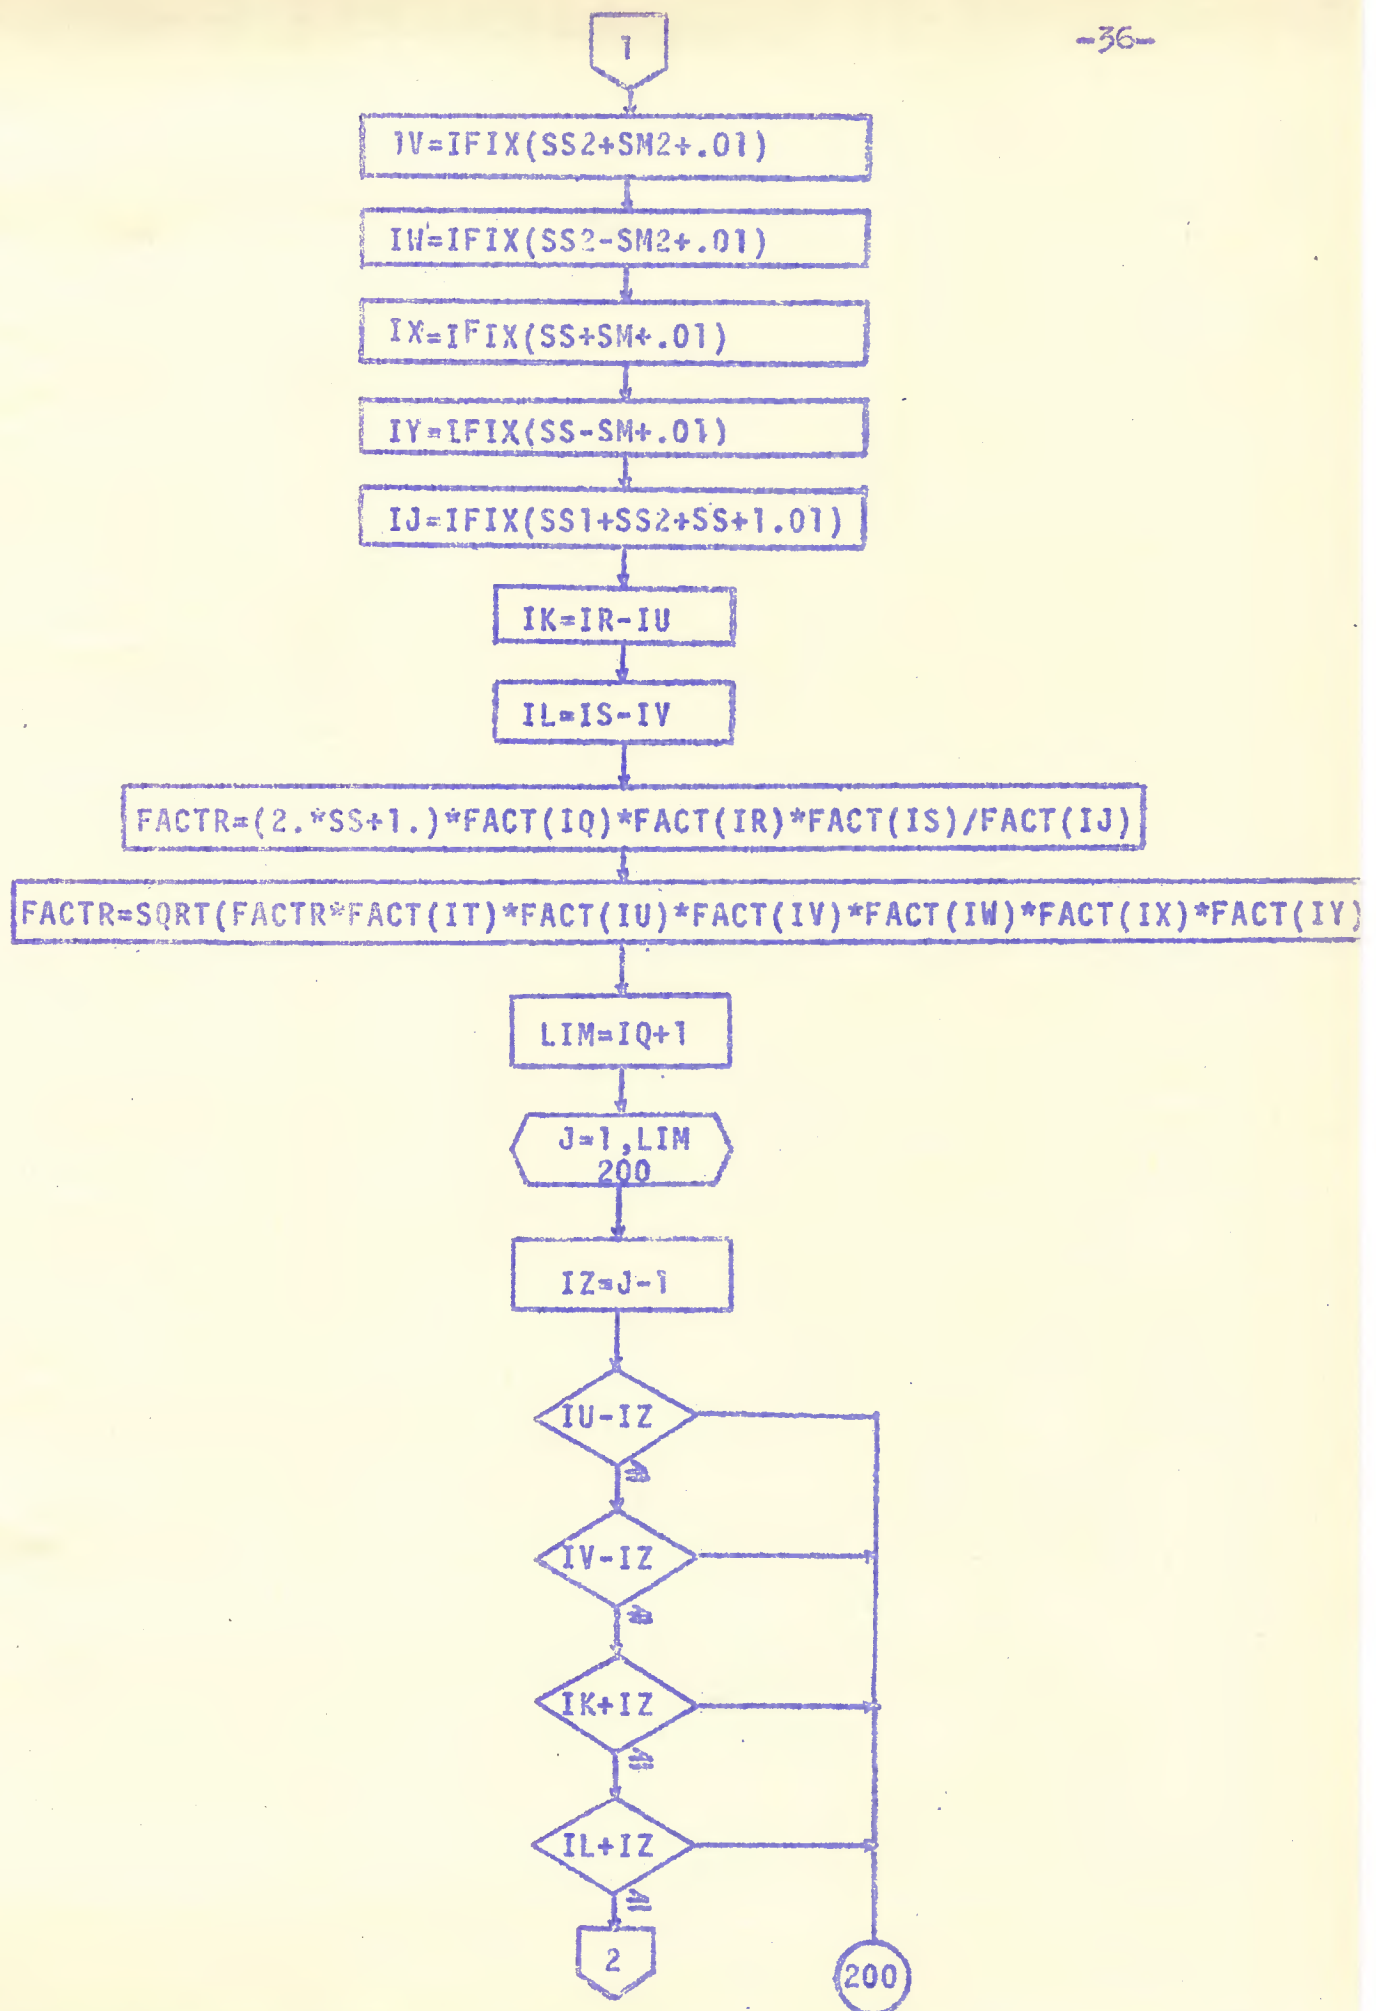 -36-
1
IV=IFIX(SS2+SM2+.01)
IW=IFIX(SS2-SM2+.01)
IX=IFIX(SS+SM+.01)
IY=IFIX(SS-SM+.01)
IJ=IFIX(SS1+SS2+SS+1.01)
IK=IR-IU
IL=IS-IV
FACTR=(2.*SS+1.)*FACT(IQ)*FACT(IR)*FACT(IS)/FACT(IJ)
FACTR=SQRT(FACTR*FACT(IT)*FACT(IU)*FACT(IV)*FACT(IW)*FACT(IX)*FACT(IY)
LIM=IQ+1
J=1,LIM
200
IZ=J-1
IU-IZ
IV-IZ
IK+IZ
IL+IZ
2
200